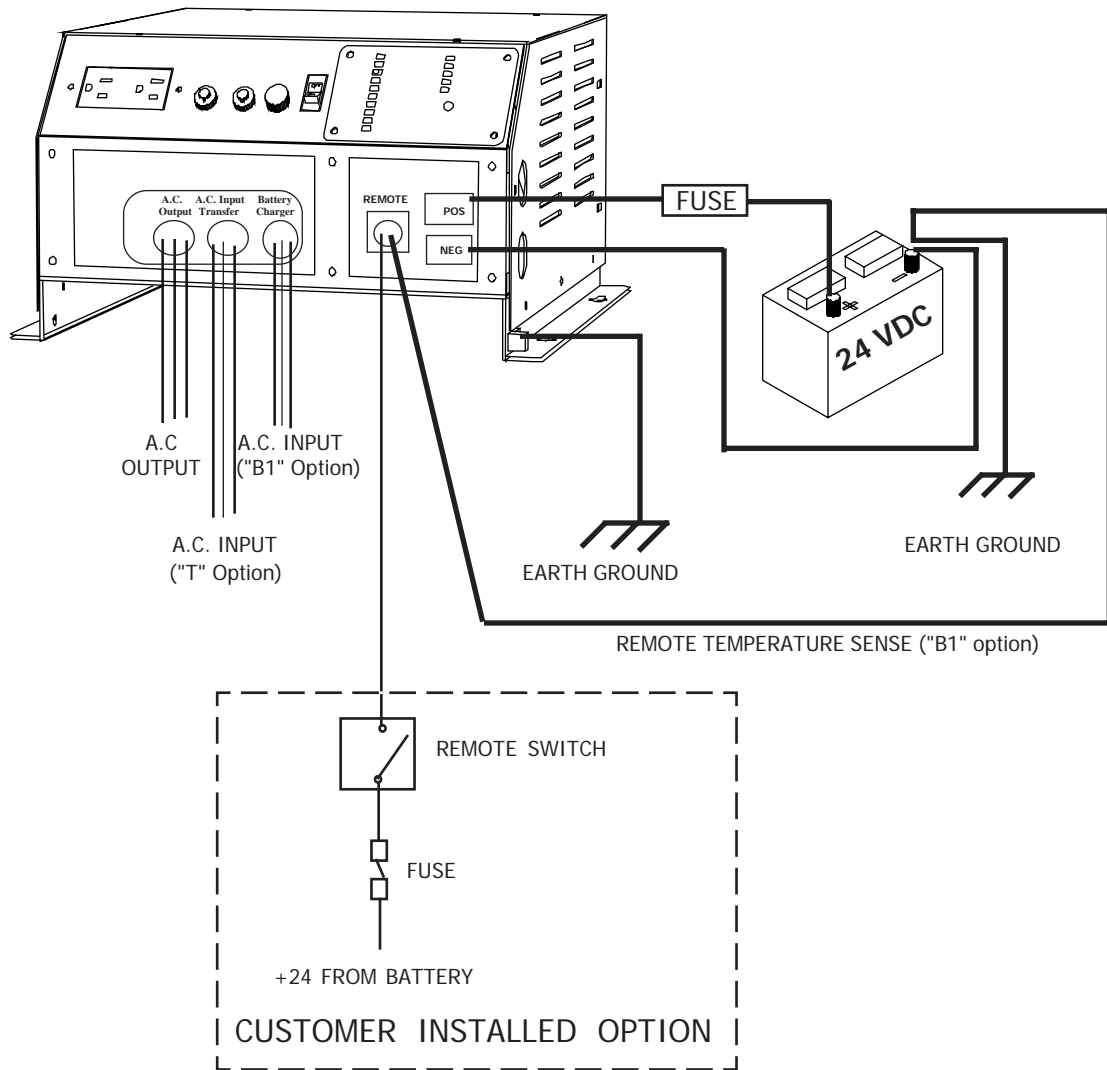 OFF
A.C. Output
A.C. Input Transfer
Battery Charger
REMOTE
POS
NEG
FUSE
+
−
24 VDC
A.C
OUTPUT
A.C. INPUT
("B1" Option)
A.C. INPUT
("T" Option)
EARTH GROUND
EARTH GROUND
REMOTE TEMPERATURE SENSE ("B1" option)
REMOTE SWITCH
FUSE
+24 FROM BATTERY
CUSTOMER INSTALLED OPTION